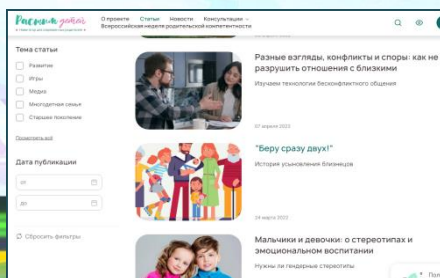 Растим детей
О проекте Статьи Новости Консультации
Всероссийская неделя родительской компетентности
Тема статьи
Развитие
Игры
Медиа
Многодетная семья
Старшее поколение
Посмотреть всё
Дата публикации
от
до
Сбросить фильтры
Разные взгляды, конфликты и споры: как не
разрушить отношения с близкими
Изучаем технологии бесконфликтного общения
07 апреля 2023
"Беру сразу двух!"
История усыновления близнецов
24 марта 2023
Мальчики и девочки: о стереотипах и
эмоциональном воспитании
Нужны ли гендерные стереотипы